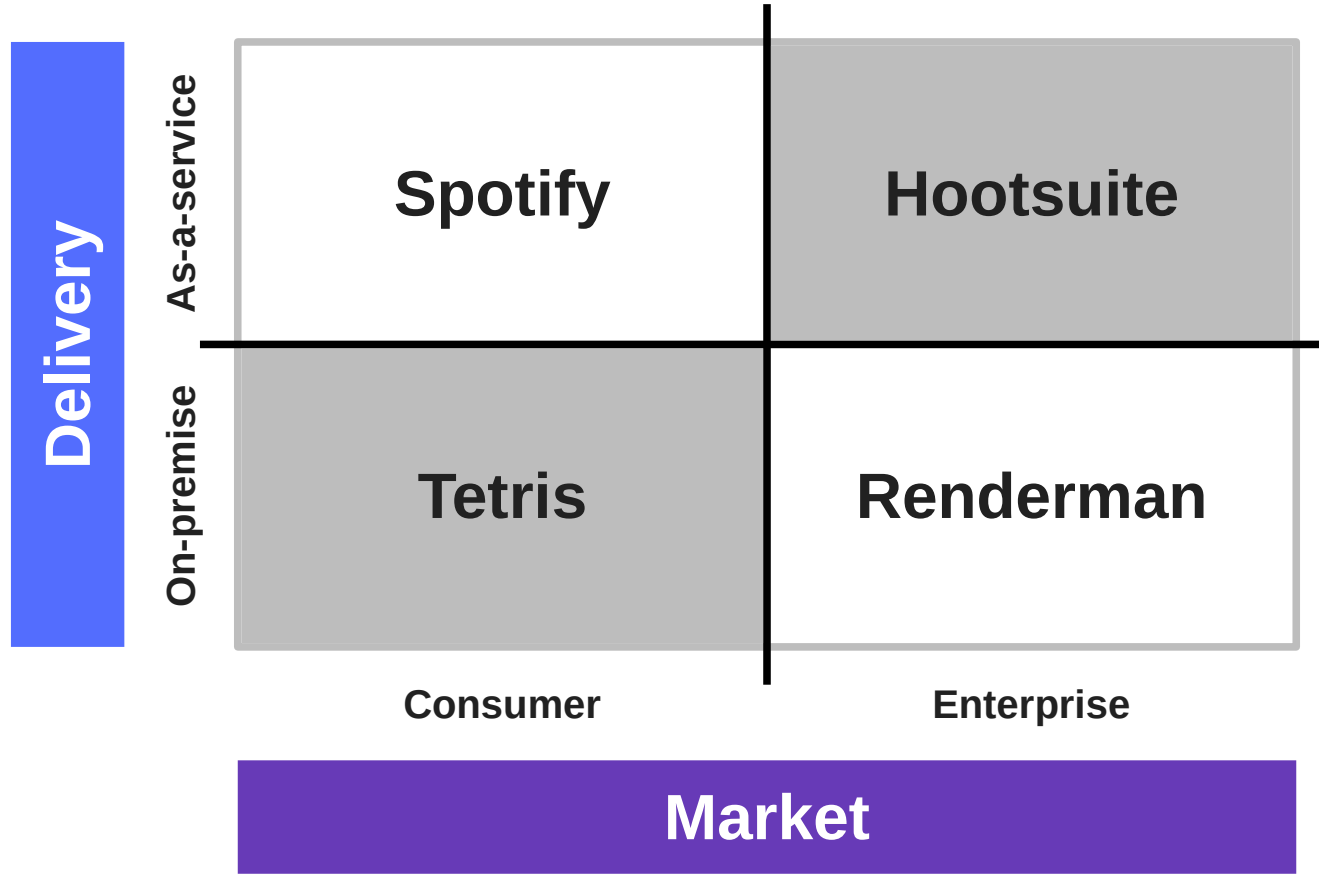 Delivery
As-a-service
Spotify
Hootsuite
On-premise
Tetris
Renderman
Consumer
Enterprise
Market